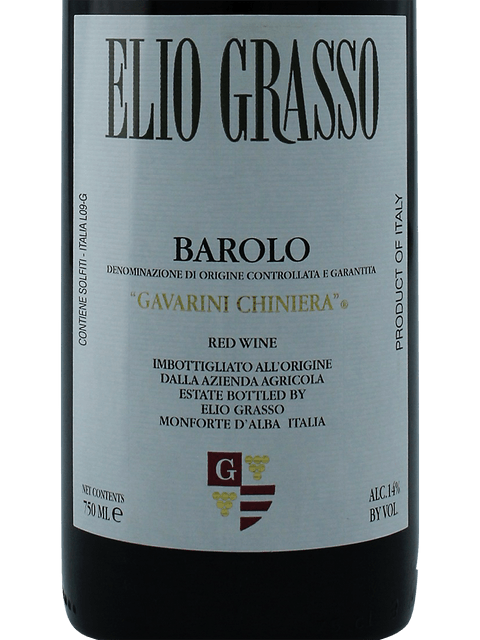 ELIO GRASSO
BAROLO
DENOMINAZIONE DI ORIGINE CONTROLLATA E GARANTITA
"GAVARINI CHINIERA"®
RED WINE
IMBOTTIGLIATO ALL'ORIGINE
DALLA AZIENDA AGRICOLA
ESTATE BOTTLED BY
ELIO GRASSO
MONFORTE D'ALBA ITALIA
CONTIENE SOLFITI - ITALIA L09-G
PRODUCT OF ITALY
G
NET CONTENTS
750 ML e
ALC.14%
BY VOL.